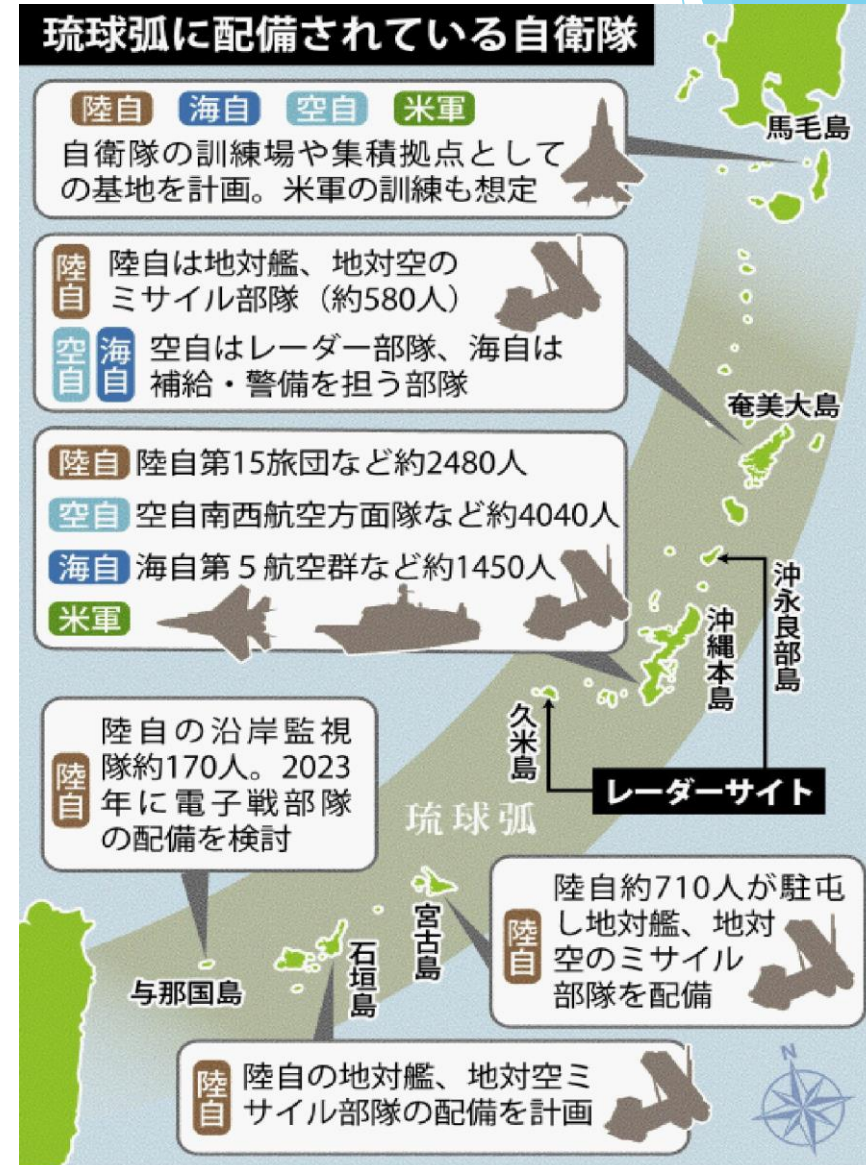 琉球弧に配備されている自衛隊
陸自 海自 空自 米軍
自衛隊の訓練場や集積拠点として
の基地を計画。米軍の訓練も想定
馬毛島
陸自
陸自は地対艦、地対空の
ミサイル部隊（約580人）
空自 海自
空自はレーダー部隊、海自は
補給・警備を担う部隊
奄美大島
陸自 陸自第15旅団など約2480人
空自 空自南西航空方面隊など約4040人
海自 海自第５航空群など約1450人
米軍
沖永良部島
沖縄本島
久米島
レーダーサイト
琉球弧
陸自
陸自の沿岸監視
隊約170人。2023
年に電子戦部隊
の配備を検討
与那国島
石垣島
宮古島
陸自
陸自約710人が駐屯
し地対艦、地対
空のミサイル
部隊を配備
陸自
陸自の地対艦、地対空ミ
サイル部隊の配備を計画
N